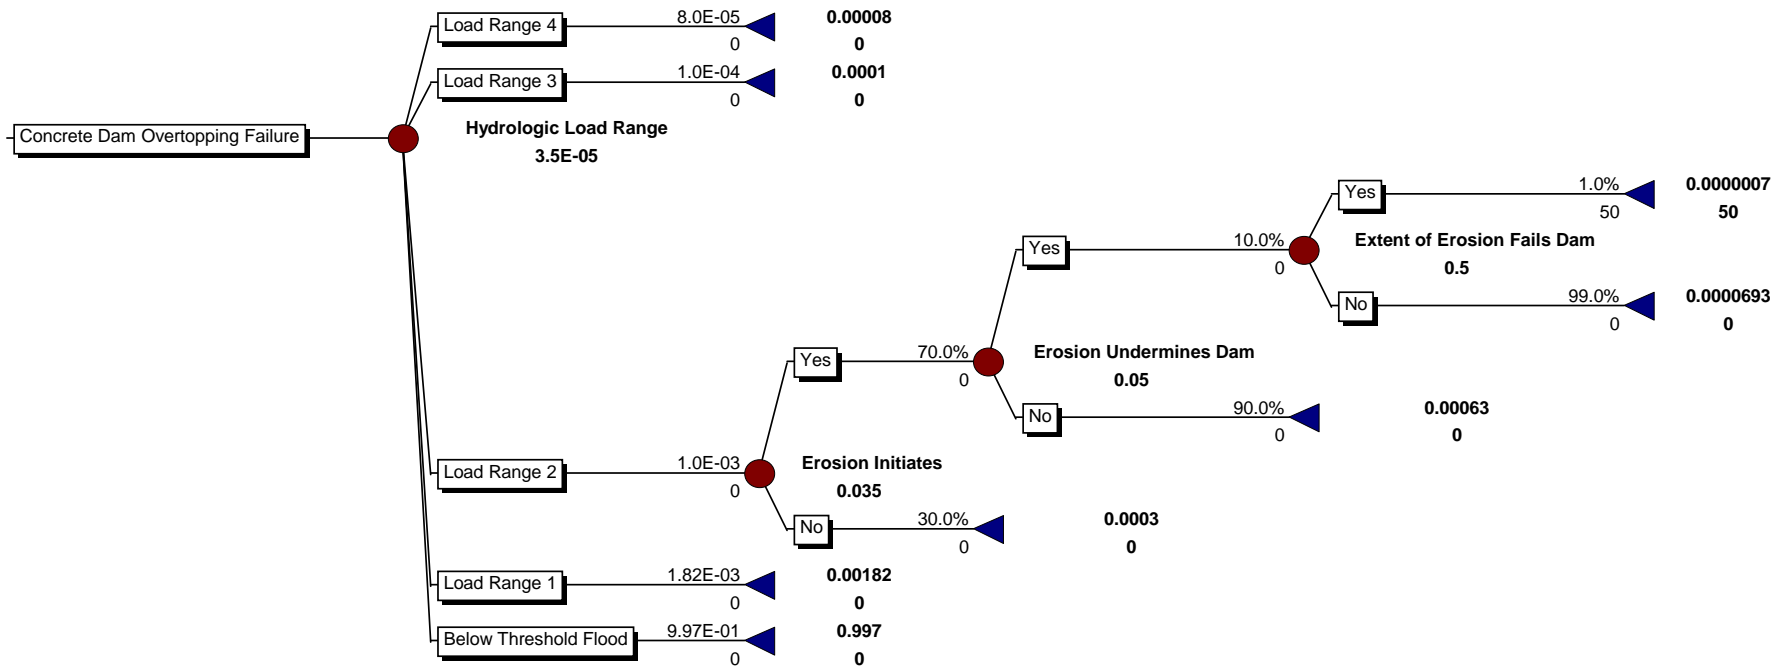 Load Range 4 8.0E-05 0.00008
0 0
Load Range 3 1.0E-04 0.0001
0 0
Concrete Dam Overtopping Failure
Hydrologic Load Range
3.5E-05
Yes 1.0% 0.0000007
50 50
Yes 10.0% Extent of Erosion Fails Dam
0 0.5
No 99.0% 0.0000693
0 0
Yes 70.0% Erosion Undermines Dam
0 0.05
No 90.0% 0.00063
0 0
Load Range 2 1.0E-03 Erosion Initiates
0 0.035
No 30.0% 0.0003
0 0
Load Range 1 1.82E-03 0.00182
0 0
Below Threshold Flood 9.97E-01 0.997
0 0